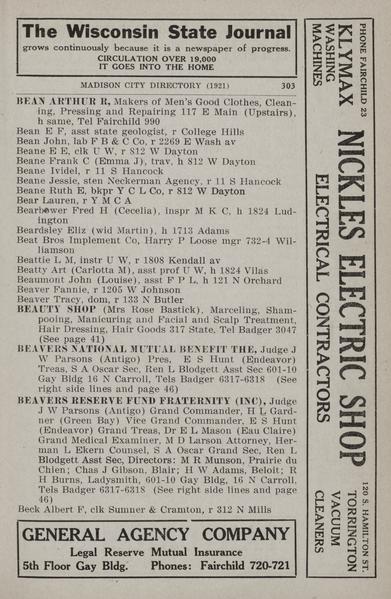 The Wisconsin State Journal
grows continuously because it is a newspaper of progress.
CIRCULATION OVER 19,000
IT GOES INTO THE HOME
MADISON CITY DIRECTORY (1921) 303
BEAN ARTHUR R, Makers of Men's Good Clothes, Clean-
ing, Pressing and Repairing 117 E Main (Upstairs),
h same, Tel Fairchild 990
Bean E F, asst state geologist, r College Hills
Bean John, lab F B & C Co, r 2269 E Wash av
Beane E E, clk U W, r 812 W Dayton
Beane Frank C (Emma J), trav, h 812 W Dayton
Beane Ividel, r 11 S Hancock
Beane Jessie, sten Neckerman Agency, r 11 S Hancock
Beane Ruth E, bkpr Y C L Co, r 812 W Dayton
Bear Lauren, r Y M C A
Bearbower Fred H (Cecelia), inspr M K C, h 1824 Lud-
ington
Beardsley Eliz (wid Martin), h 1713 Adams
Beat Bros Implement Co, Harry P Loose mgr 732-4 Wil-
liamson
Beattie L M, instr U W, r 1808 Kendall av
Beatty Art (Carlotta M), asst prof U W, h 1824 Vilas
Beaumont John (Louise), asst F P L, h 121 N Orchard
Beaver Fannie, r 1205 W Johnson
Beaver Tracy, dom, r 133 N Butler
BEAUTY SHOP (Mrs Rose Bastick), Marceling, Sham-
pooing, Manicuring and Facial and Scalp Treatment,
Hair Dressing, Hair Goods 317 State, Tel Badger 3047
(See page 41)
BEAVERS NATIONAL MUTUAL BENEFIT THE, Judge J
W Parsons (Antigo) Pres, E S Hunt (Endeavor)
Treas, S A Oscar Sec, Ren L Blodgett Asst Sec 601-10
Gay Bldg 16 N Carroll, Tels Badger 6317-6318 (See
right side lines and page 46)
BEAVERS RESERVE FUND FRATERNITY (INC), Judge
J W Parsons (Antigo) Grand Commander, H L Gard-
ner (Green Bay) Vice Grand Commander, E S Hunt
(Endeavor) Grand Treas, Dr E L Mason (Eau Claire)
Grand Medical Examiner, M D Larson Attorney, Her-
man L Ekern Counsel, S A Oscar Grand Sec, Ren L
Blodgett Asst Sec, Directors: M R Munson, Prairie du
Chien; Chas J Gibson, Blair; H W Adams, Beloit; R
H Burns, Ladysmith, 601-10 Gay Bldg, 16 N Carroll,
Tels Badger 6317-6318 (See right side lines and page
46)
Beck Albert F, clk Sumner & Cramton, r 312 N Mills
GENERAL AGENCY COMPANY
Legal Reserve Mutual Insurance
5th Floor Gay Bldg. Phones: Fairchild 720-721
PHONE FAIRCHILD 23
KLYMAX
WASHING
MACHINES
NICKLES ELECTRIC SHOP
ELECTRICAL CONTRACTORS
120 S. HAMILTON ST.
TORRINGTON
VACUUM
CLEANERS